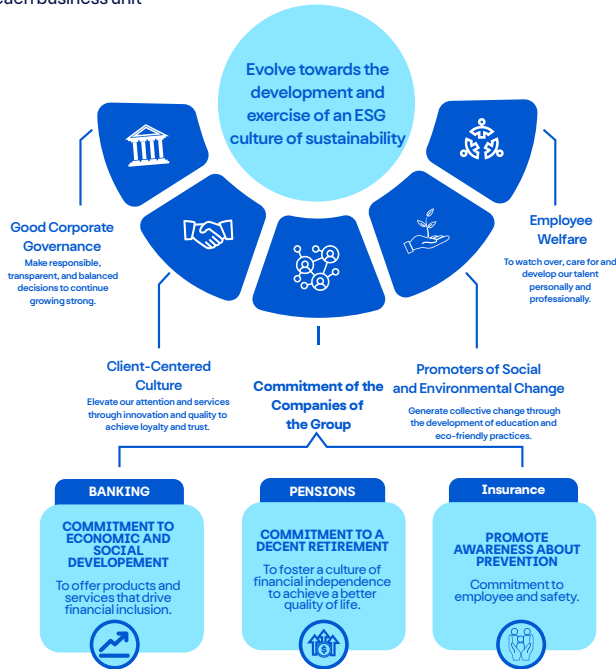 each business unit
Evolve towards the
development and
exercise of an ESG
culture of sustainability
Good Corporate
Governance
Make responsible,
transparent, and balanced
decisions to continue
growing strong.
Employee
Welfare
To watch over, care for and
develop our talent
personally and
professionally.
Client-Centered
Culture
Elevate our attention and services
through innovation and quality to
achieve loyalty and trust.
Commitment of the
Companies of
the Group
Promoters of Social
and Environmental Change
Generate collective change through
the development of education and
eco-friendly practices.
BANKING
COMMITMENT TO
ECONOMIC AND
SOCIAL
DEVELOPEMENT
To offer products and
services that drive
financial inclusion.
PENSIONS
COMMITMENT TO A
DECENT RETIREMENT
To foster a culture of
financial independence
to achieve a better
quality of life.
Insurance
PROMOTE
AWARENESS ABOUT
PREVENTION
Commitment to
employee and safety.